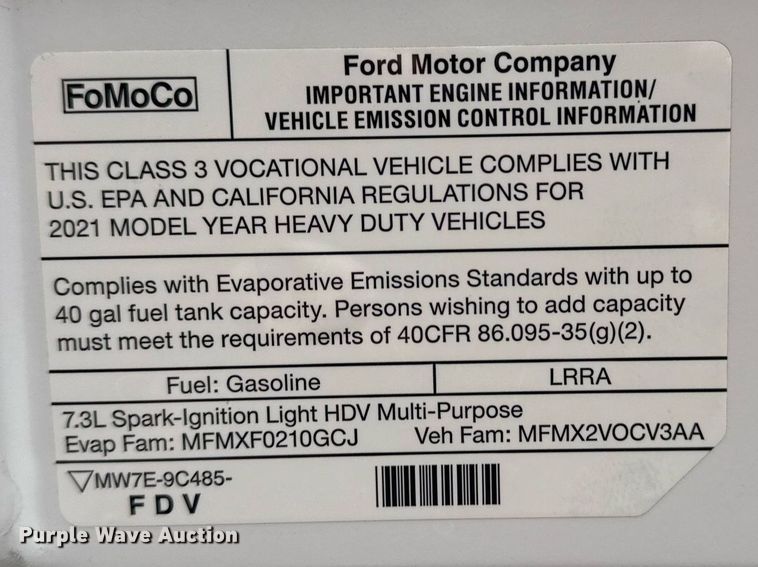 FoMoCo
Ford Motor Company
IMPORTANT ENGINE INFORMATION/
VEHICLE EMISSION CONTROL INFORMATION
THIS CLASS 3 VOCATIONAL VEHICLE COMPLIES WITH
U.S. EPA AND CALIFORNIA REGULATIONS FOR
2021 MODEL YEAR HEAVY DUTY VEHICLES
Complies with Evaporative Emissions Standards with up to
40 gal fuel tank capacity. Persons wishing to add capacity
must meet the requirements of 40CFR 86.095-35(g)(2).
Fuel: Gasoline LRRA
7.3L Spark-Ignition Light HDV Multi-Purpose
Evap Fam: MFMXF0210GCJ Veh Fam: MFMX2VOCV3AA
▽MW7E-9C485-
FDV
Purple Wave Auction